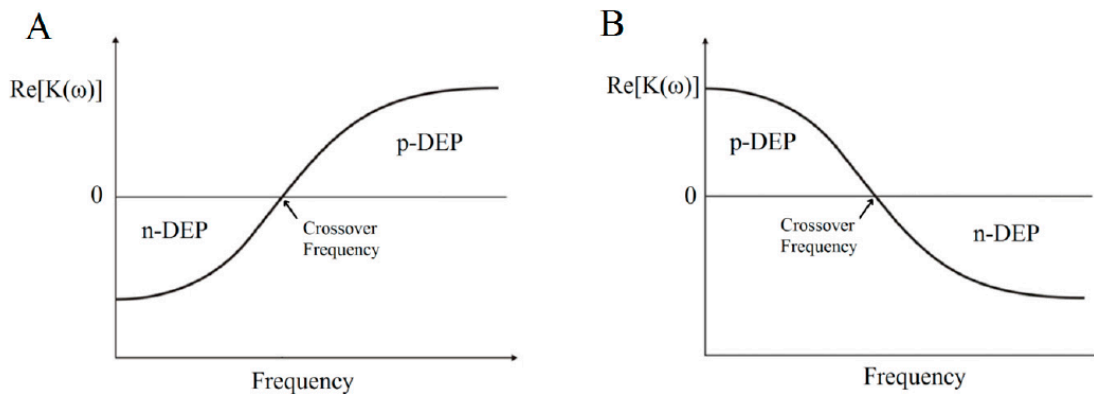 A
Re[K(ω)]
p-DEP
0
n-DEP
Crossover
Frequency
Frequency
B
Re[K(ω)]
p-DEP
0
Crossover
Frequency
n-DEP
Frequency